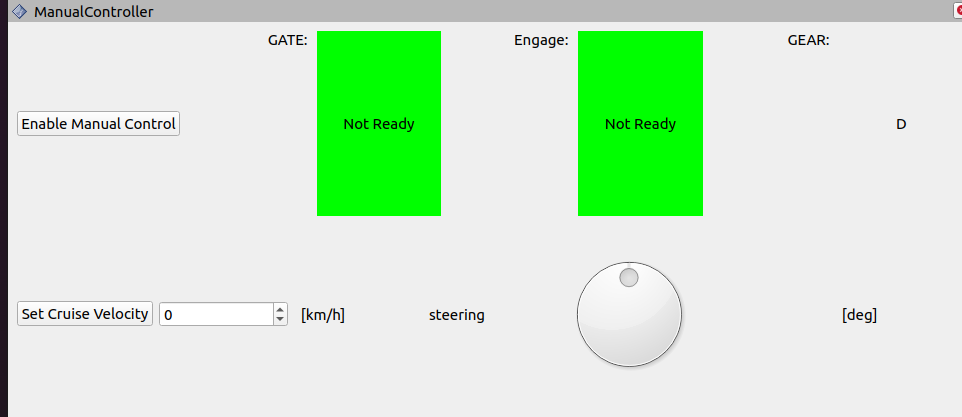 ManualController
GATE: Engage: GEAR:
Enable Manual Control Not Ready Not Ready D
Set Cruise Velocity 0 [km/h] steering [deg]